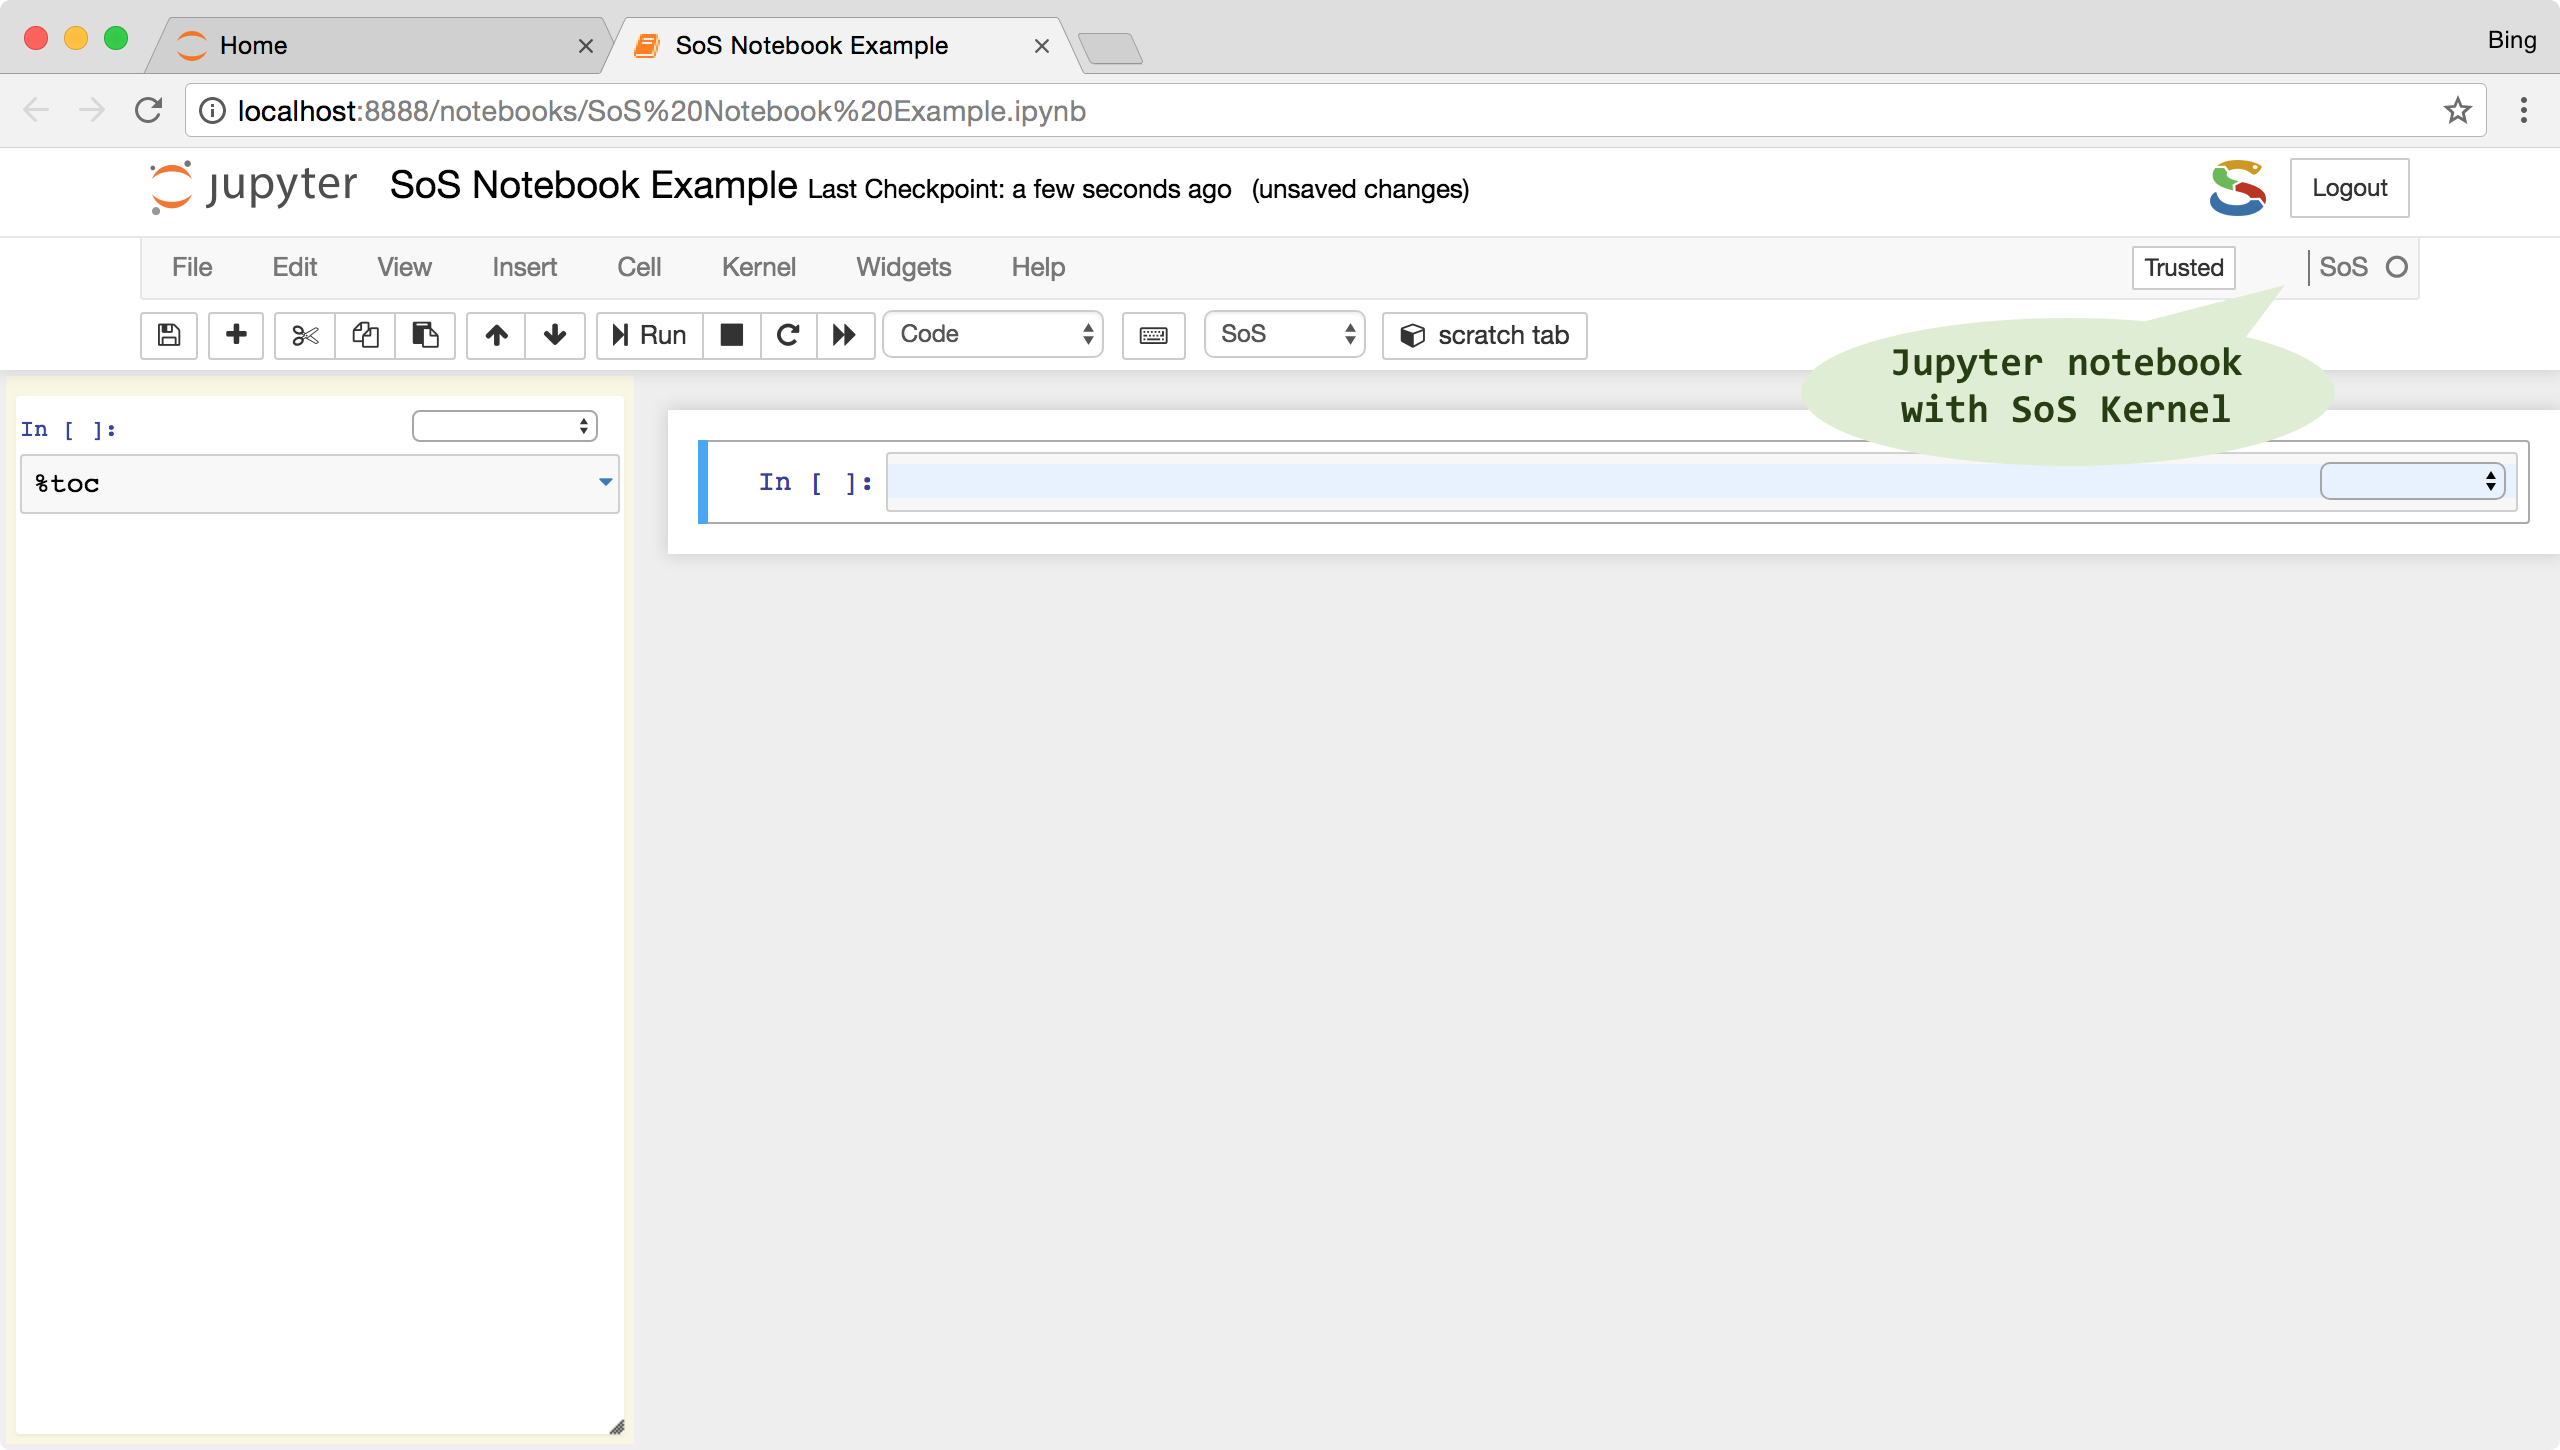 Home
SoS Notebook Example
Bing
localhost:8888/notebooks/SoS%20Notebook%20Example.ipynb
jupyter SoS Notebook Example Last Checkpoint: a few seconds ago (unsaved changes)
Logout
File Edit View Insert Cell Kernel Widgets Help
Trusted
SoS
Run
Code
SoS
scratch tab
Jupyter notebook
with SoS Kernel
In [ ]:
%toc
In [ ]: